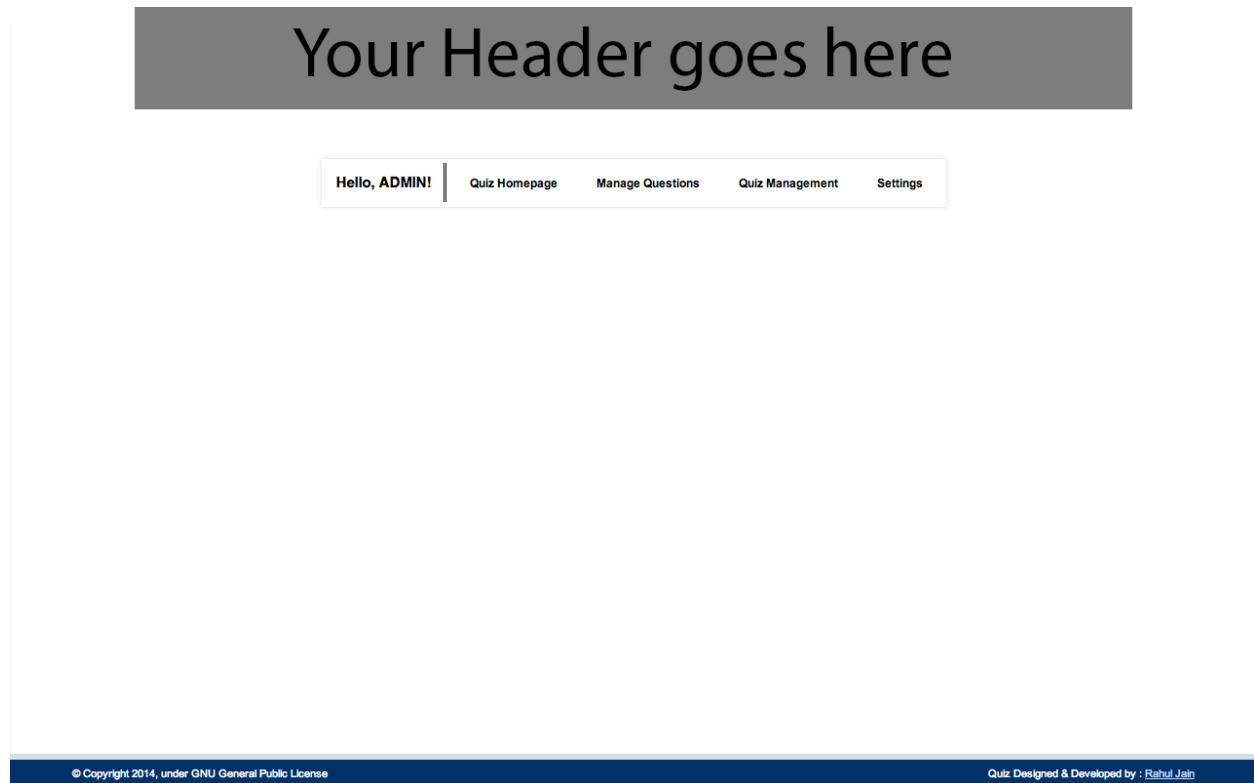 Your Header goes here
Hello, ADMIN! Quiz Homepage Manage Questions Quiz Management Settings
© Copyright 2014, under GNU General Public License Quiz Designed & Developed by : Rahul Jain